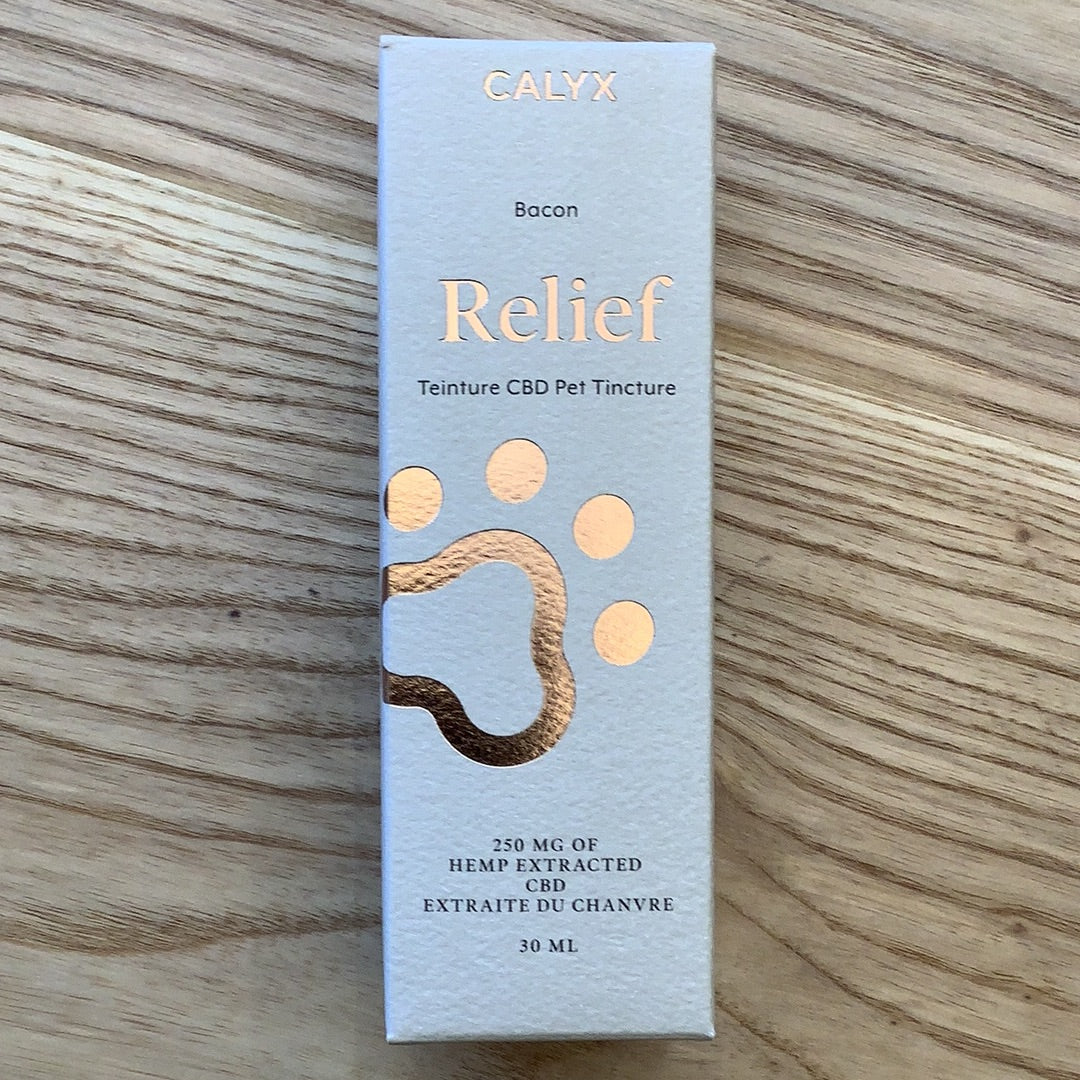 CALYX
Bacon
Relief
Teinture CBD Pet Tincture
250 MG OF
HEMP EXTRACTED
CBD
EXTRAITE DU CHANVRE
30 ML